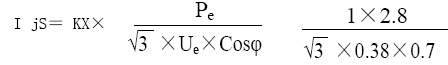 I jS= KX× Pe / √3 ×Ue×Cosφ 1×2.8 / √3 ×0.38×0.7